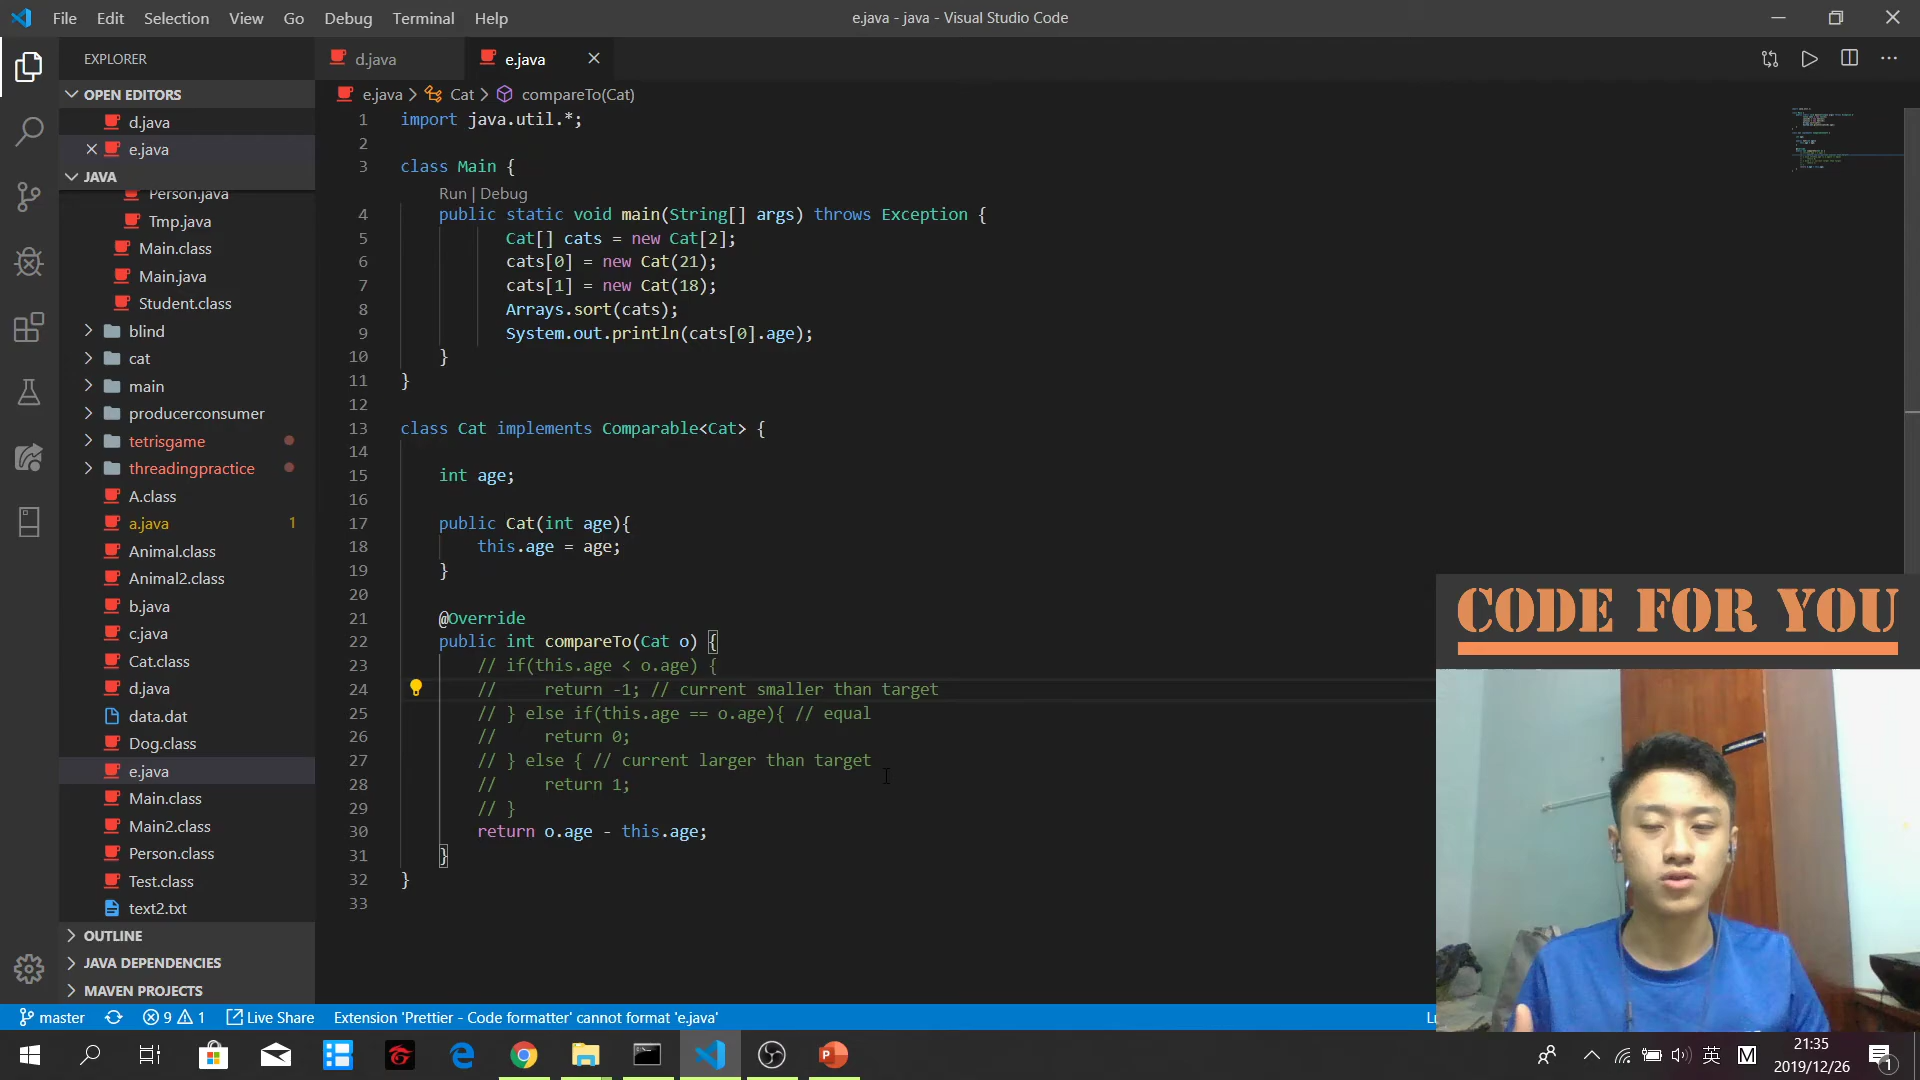 File Edit Selection View Go Debug Terminal Help
e.java - java - Visual Studio Code
EXPLORER
OPEN EDITORS
d.java
e.java
JAVA
Person.java
Tmp.java
Main.class
Main.java
Student.class
blind
cat
main
producerconsumer
tetrisgame
threadingpractice
A.class
a.java 1
Animal.class
Animal2.class
b.java
c.java
Cat.class
d.java
data.dat
Dog.class
e.java
Main.class
Main2.class
Person.class
Test.class
text2.txt
OUTLINE
JAVA DEPENDENCIES
MAVEN PROJECTS
d.java
e.java
e.java > Cat > compareTo(Cat)
1 import java.util.*;
2
3 class Main {
Run | Debug
4 public static void main(String[] args) throws Exception {
5 Cat[] cats = new Cat[2];
6 cats[0] = new Cat(21);
7 cats[1] = new Cat(18);
8 Arrays.sort(cats);
9 System.out.println(cats[0].age);
10 }
11 }
12
13 class Cat implements Comparable<Cat> {
14
15 int age;
16
17 public Cat(int age){
18 this.age = age;
19 }
20
21 @Override
22 public int compareTo(Cat o) {
23 // if(this.age < o.age) {
24 // return -1; // current smaller than target
25 // } else if(this.age == o.age){ // equal
26 // return 0;
27 // } else { // current larger than target
28 // return 1;
29 // }
30 return o.age - this.age;
31 }
32 }
33
CODE FOR YOU
master 9 1 Live Share Extension 'Prettier - Code formatter' cannot format 'e.java'
英 M 21:35
2019/12/26 1